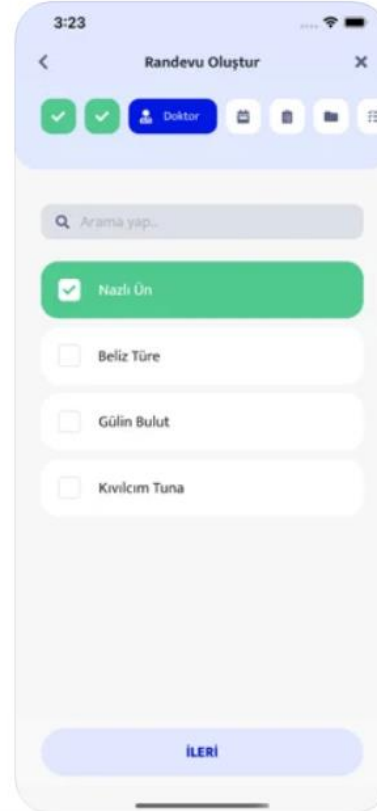 3:23
Randevu Oluştur
Doktor
Arama yap..
Nazlı Ün
Beliz Türe
Gülin Bulut
Kıvılcım Tuna
İLERİ